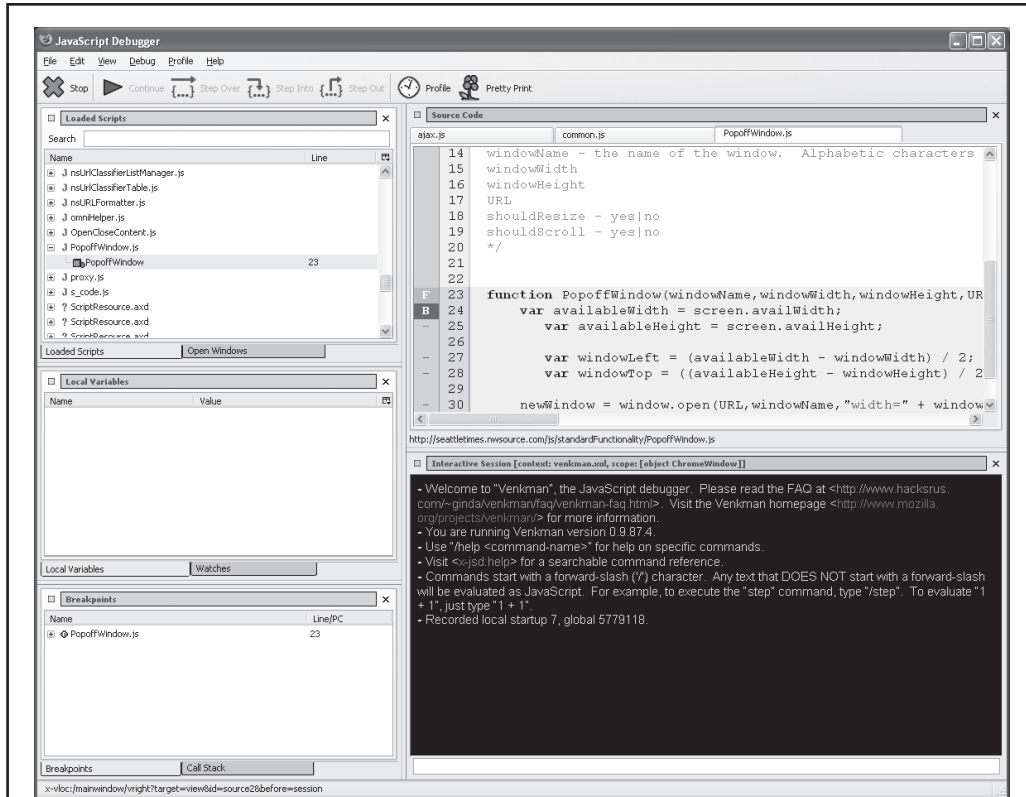 JavaScript Debugger
File Edit View Debug Profile Help
Stop Continue Step Over Step Into Step Out Profile Pretty Print
Loaded Scripts
Search
Name Line
J nsUrlClassifierListManager.js
J nsUrlClassifierTable.js
J nsURLFormatter.js
J omniHelper.js
J OpenCloseContent.js
J PopoffWindow.js
PopoffWindow 23
J proxy.js
J s_code.js
? ScriptResource.axd
? ScriptResource.axd
? ScriptResource.axd
Loaded Scripts Open Windows
Local Variables
Name Value
Local Variables Watches
Breakpoints
Name Line/PC
PopoffWindow.js 23
Breakpoints Call Stack
Source Code
ajax.js common.js PopoffWindow.js
14 windowName - the name of the window. Alphabetic characters
15 windowWidth
16 windowHeight
17 URL
18 shouldResize - yes|no
19 shouldScroll - yes|no
20 */
21
22
F 23 function PopoffWindow(windowName,windowWidth,windowHeight,UR
B 24 var availableWidth = screen.availWidth;
- 25 var availableHeight = screen.availHeight;
26
- 27 var windowLeft = (availableWidth - windowWidth) / 2;
- 28 var windowTop = ((availableHeight - windowHeight) / 2
29
- 30 newWindow = window.open(URL,windowName,"width=" + window
http://seattletimes.nwsource.com/js/standardFunctionality/PopoffWindow.js
Interactive Session [context: venkman.xul, scope: [object ChromeWindow]]
- Welcome to "Venkman", the JavaScript debugger. Please read the FAQ at <http://www.hacksrus.
com/~ginda/venkman/faq/venkman-faq.html>. Visit the Venkman homepage <http://www.mozilla.
org/projects/venkman/> for more information.
- You are running Venkman version 0.9.87.4.
- Use "/help <command-name>" for help on specific commands.
- Visit <x-jsd:help> for a searchable command reference.
- Commands start with a forward-slash ('/') character. Any text that DOES NOT start with a forward-slash
will be evaluated as JavaScript. For example, to execute the "step" command, type "/step". To evaluate "1
+ 1", just type "1 + 1".
- Recorded local startup 7, global 5779118.
x-vloc:/mainwindow/vright?target=view&id=source2&before=session